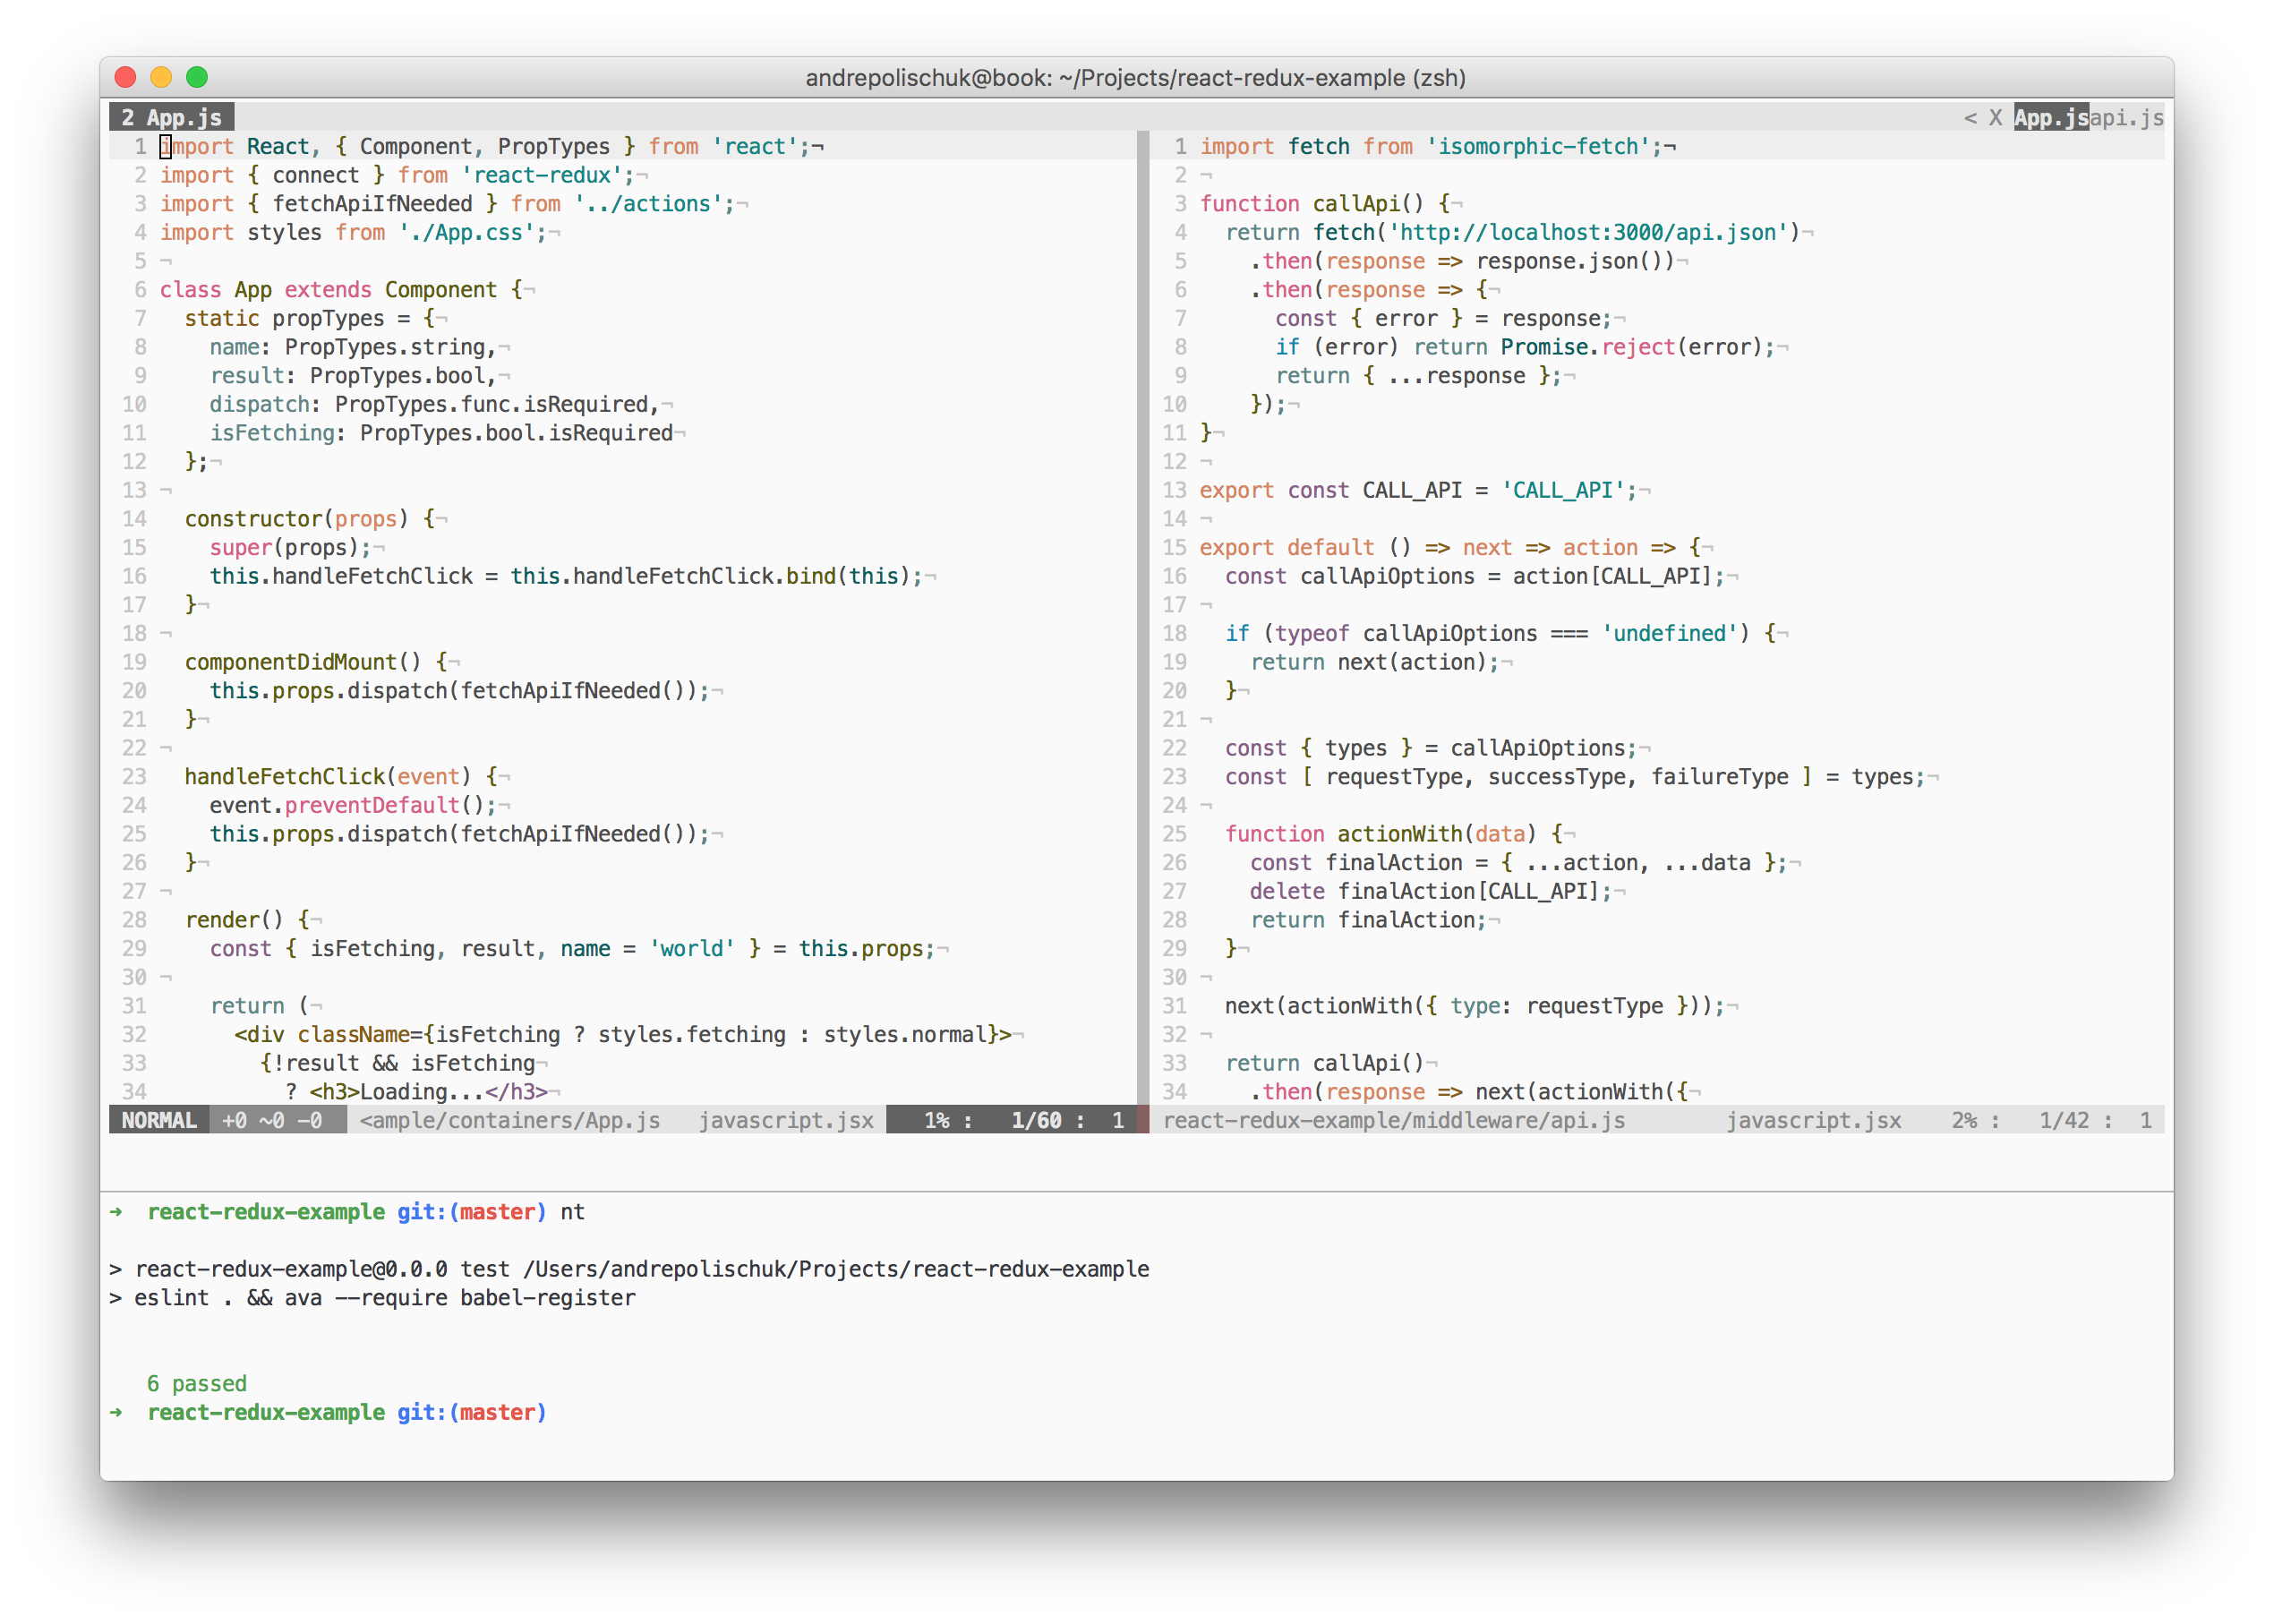 andrepolischuk@book: ~/Projects/react-redux-example (zsh)
2 App.js < X App.js api.js
1 import React, { Component, PropTypes } from 'react';¬
2 import { connect } from 'react-redux';¬
3 import { fetchApiIfNeeded } from '../actions';¬
4 import styles from './App.css';¬
5 ¬
6 class App extends Component {¬
7   static propTypes = {¬
8     name: PropTypes.string,¬
9     result: PropTypes.bool,¬
10     dispatch: PropTypes.func.isRequired,¬
11     isFetching: PropTypes.bool.isRequired¬
12   };¬
13 ¬
14   constructor(props) {¬
15     super(props);¬
16     this.handleFetchClick = this.handleFetchClick.bind(this);¬
17   }¬
18 ¬
19   componentDidMount() {¬
20     this.props.dispatch(fetchApiIfNeeded());¬
21   }¬
22 ¬
23   handleFetchClick(event) {¬
24     event.preventDefault();¬
25     this.props.dispatch(fetchApiIfNeeded());¬
26   }¬
27 ¬
28   render() {¬
29     const { isFetching, result, name = 'world' } = this.props;¬
30 ¬
31     return (¬
32       <div className={isFetching ? styles.fetching : styles.normal}>¬
33         {!result && isFetching¬
34           ? <h3>Loading...</h3>¬
NORMAL +0 ~0 -0 <ample/containers/App.js javascript.jsx 1% : 1/60 : 1
1 import fetch from 'isomorphic-fetch';¬
2 ¬
3 function callApi() {¬
4   return fetch('http://localhost:3000/api.json')¬
5     .then(response => response.json())¬
6     .then(response => {¬
7       const { error } = response;¬
8       if (error) return Promise.reject(error);¬
9       return { ...response };¬
10     });¬
11 }¬
12 ¬
13 export const CALL_API = 'CALL_API';¬
14 ¬
15 export default () => next => action => {¬
16   const callApiOptions = action[CALL_API];¬
17 ¬
18   if (typeof callApiOptions === 'undefined') {¬
19     return next(action);¬
20   }¬
21 ¬
22   const { types } = callApiOptions;¬
23   const [ requestType, successType, failureType ] = types;¬
24 ¬
25   function actionWith(data) {¬
26     const finalAction = { ...action, ...data };¬
27     delete finalAction[CALL_API];¬
28     return finalAction;¬
29   }¬
30 ¬
31   next(actionWith({ type: requestType }));¬
32 ¬
33   return callApi()¬
34     .then(response => next(actionWith({¬
react-redux-example/middleware/api.js javascript.jsx 2% : 1/42 : 1
➜  react-redux-example git:(master) nt
> react-redux-example@0.0.0 test /Users/andrepolischuk/Projects/react-redux-example
> eslint . && ava --require babel-register
6 passed
➜  react-redux-example git:(master)